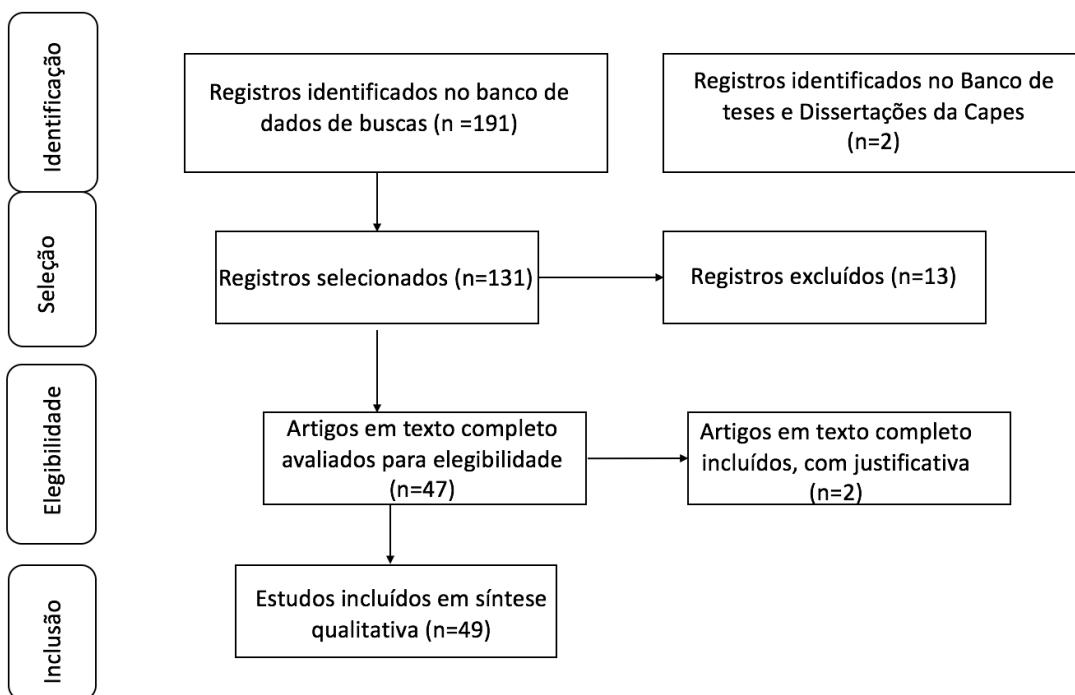 Identificação
Registros identificados no banco de
dados de buscas (n =191)
Registros identificados no Banco de
teses e Dissertações da Capes
(n=2)
Seleção
Registros selecionados (n=131)
Registros excluídos (n=13)
Elegibilidade
Artigos em texto completo
avaliados para elegibilidade
(n=47)
Artigos em texto completo
incluídos, com justificativa
(n=2)
Inclusão
Estudos incluídos em síntese
qualitativa (n=49)